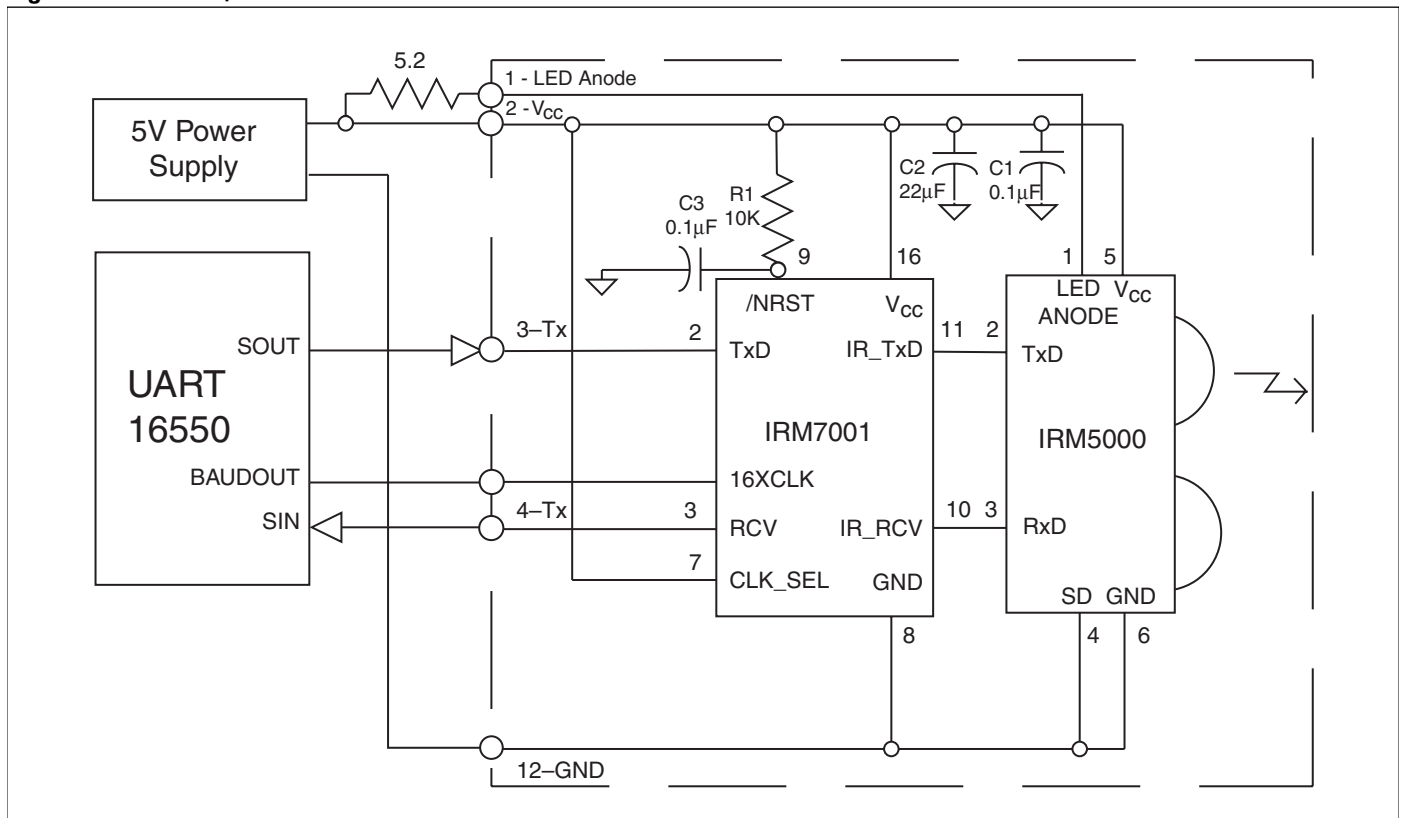 5.2
1 - LED Anode
2 - VCC
5V Power
Supply
C2
22µF
C1
0.1µF
C3
0.1µF
R1
10K
9
16
1
5
/NRST
VCC
LED
ANODE
VCC
3–Tx
2
TxD
IR_TxD
11
2
TxD
SOUT
UART
16550
IRM7001
IRM5000
BAUDOUT
16XCLK
SIN
4–Tx
3
RCV
IR_RCV
10
3
RxD
7
CLK_SEL
GND
SD
GND
8
4
6
12–GND